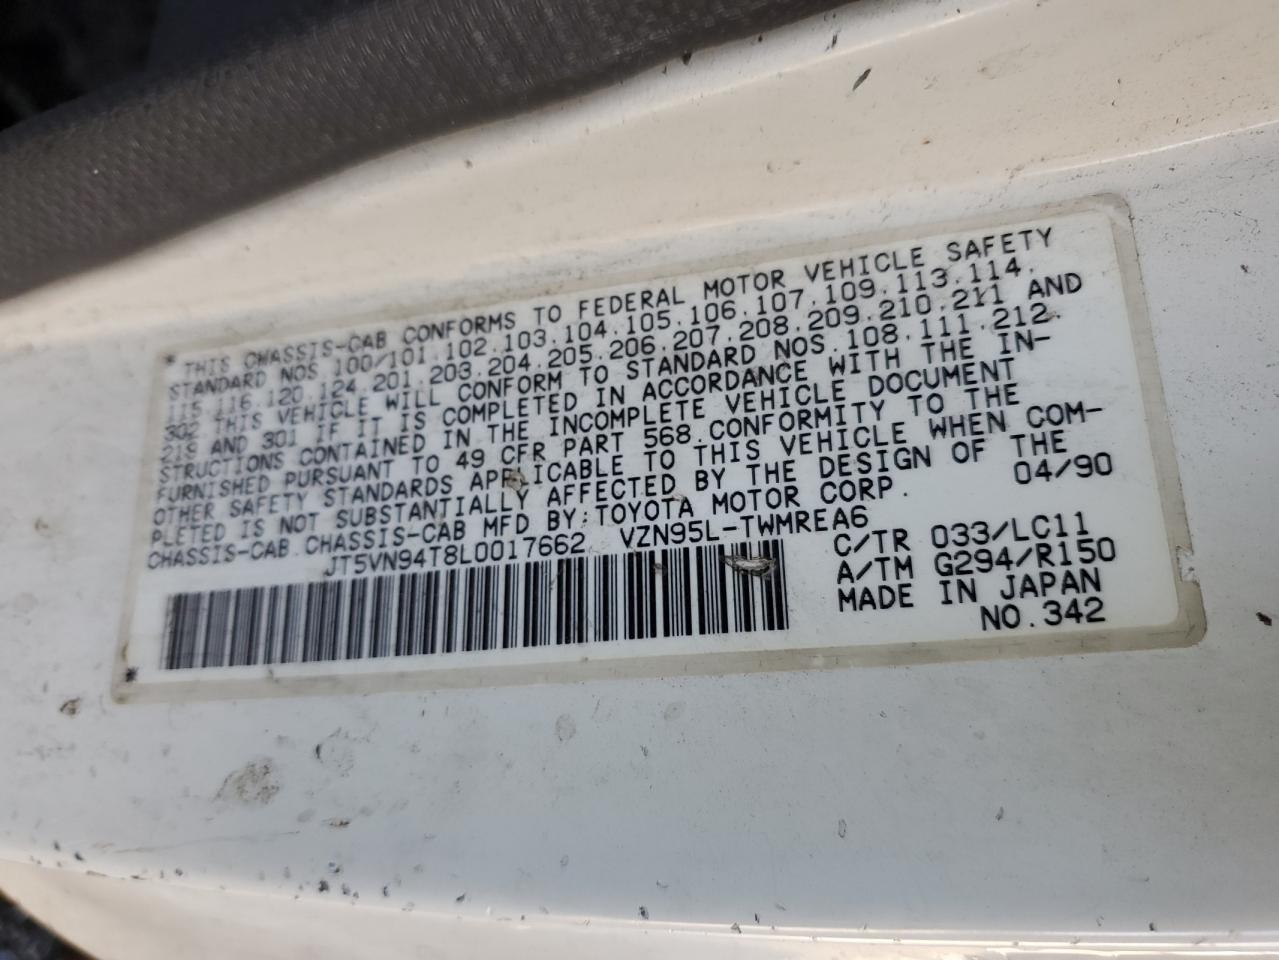 * THIS CHASSIS-CAB CONFORMS TO FEDERAL MOTOR VEHICLE SAFETY
STANDARD NOS 100/101.102.103.104.105.106.107.109.113.114.
115.116.120.124.201.203.204.205.206.207.208.209.210.211 AND
302 THIS VEHICLE WILL CONFORM TO STANDARD NOS.108.111.212.
219 AND 301 IF IT IS COMPLETED IN ACCORDANCE WITH THE IN-
STRUCTIONS CONTAINED IN THE INCOMPLETE VEHICLE DOCUMENT
FURNISHED PURSUANT TO 49 CFR PART 568.CONFORMITY TO THE
OTHER SAFETY STANDARDS APPLICABLE TO THIS VEHICLE WHEN COM-
PLETED IS NOT SUBSTANTIALLY AFFECTED BY THE DESIGN OF THE
CHASSIS-CAB.CHASSIS-CAB MFD BY:TOYOTA MOTOR CORP. 04/90
JT5VN94T8L0017662 VZN95L-TWMREA6
C/TR 033/LC11
A/TM G294/R150
MADE IN JAPAN
NO.342
*